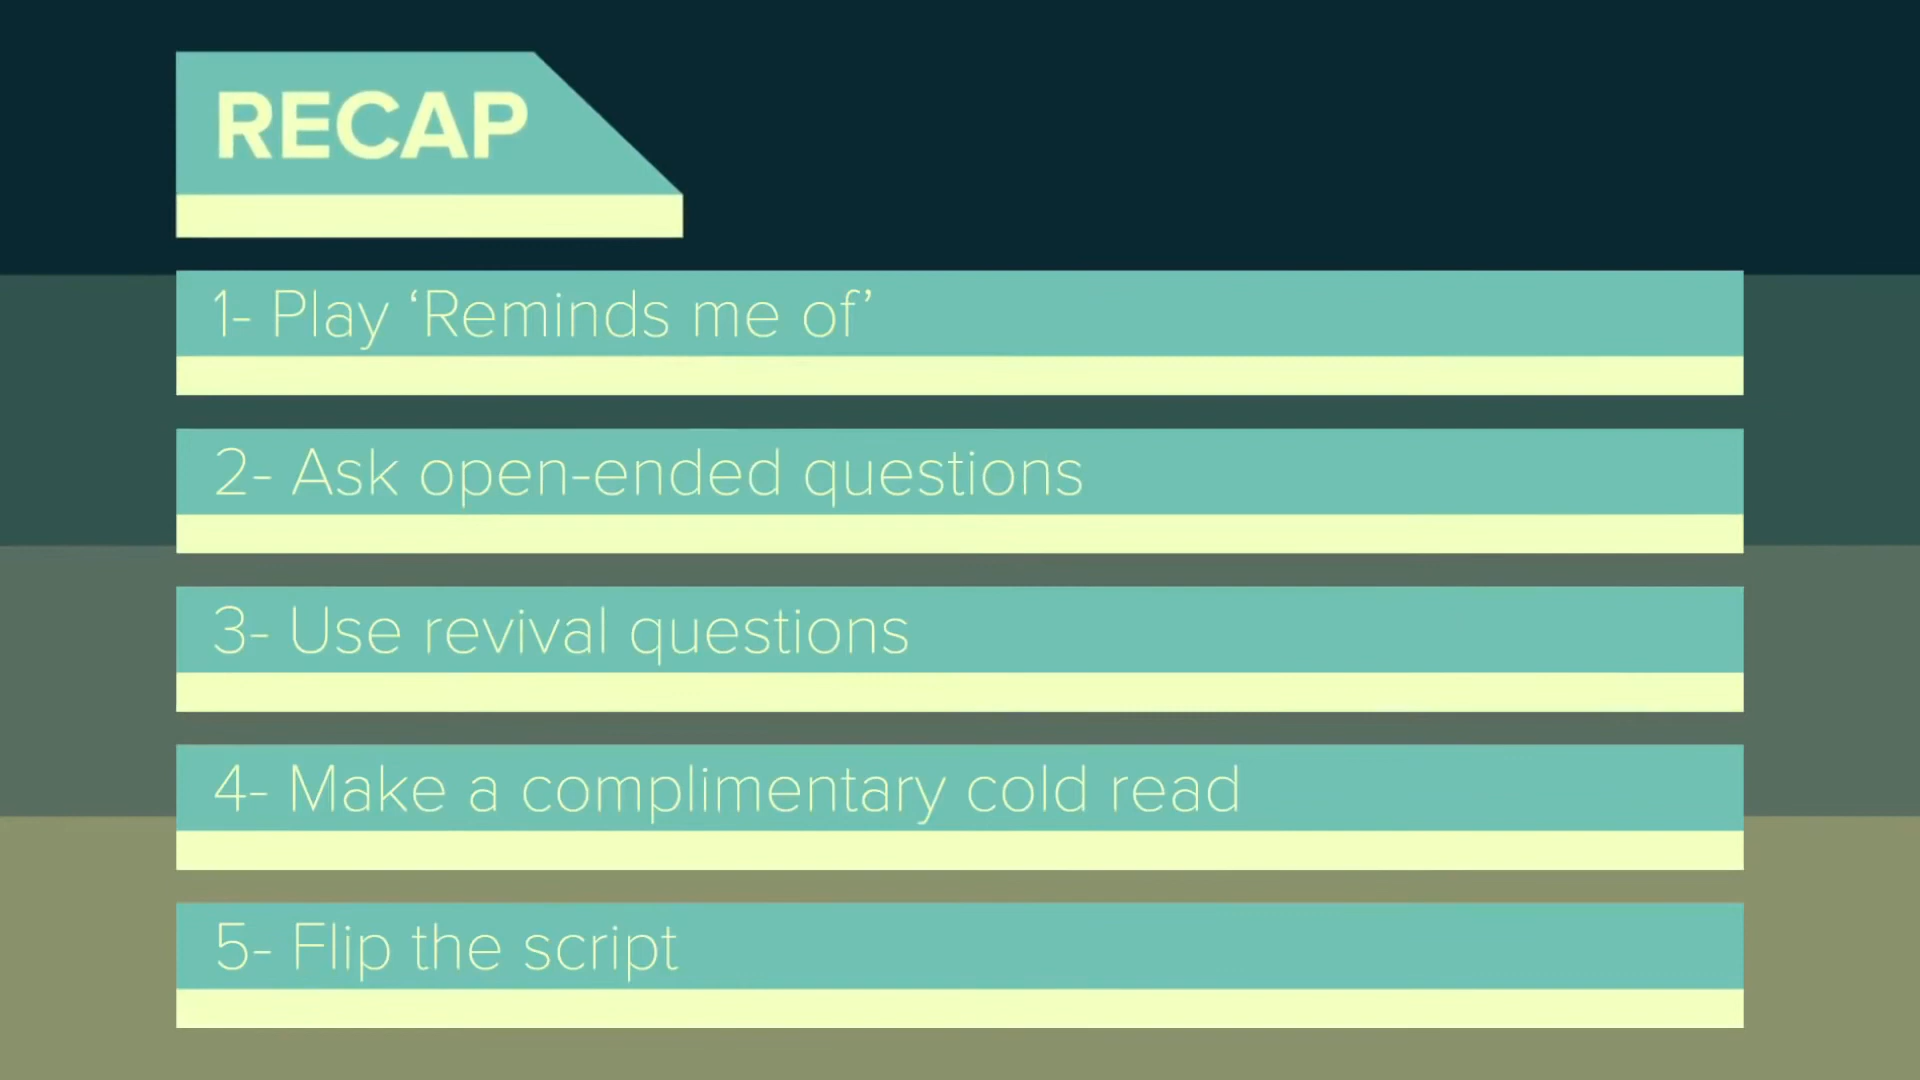 RECAP
1- Play ‘Reminds me of’
2- Ask open-ended questions
3- Use revival questions
4- Make a complimentary cold read
5- Flip the script